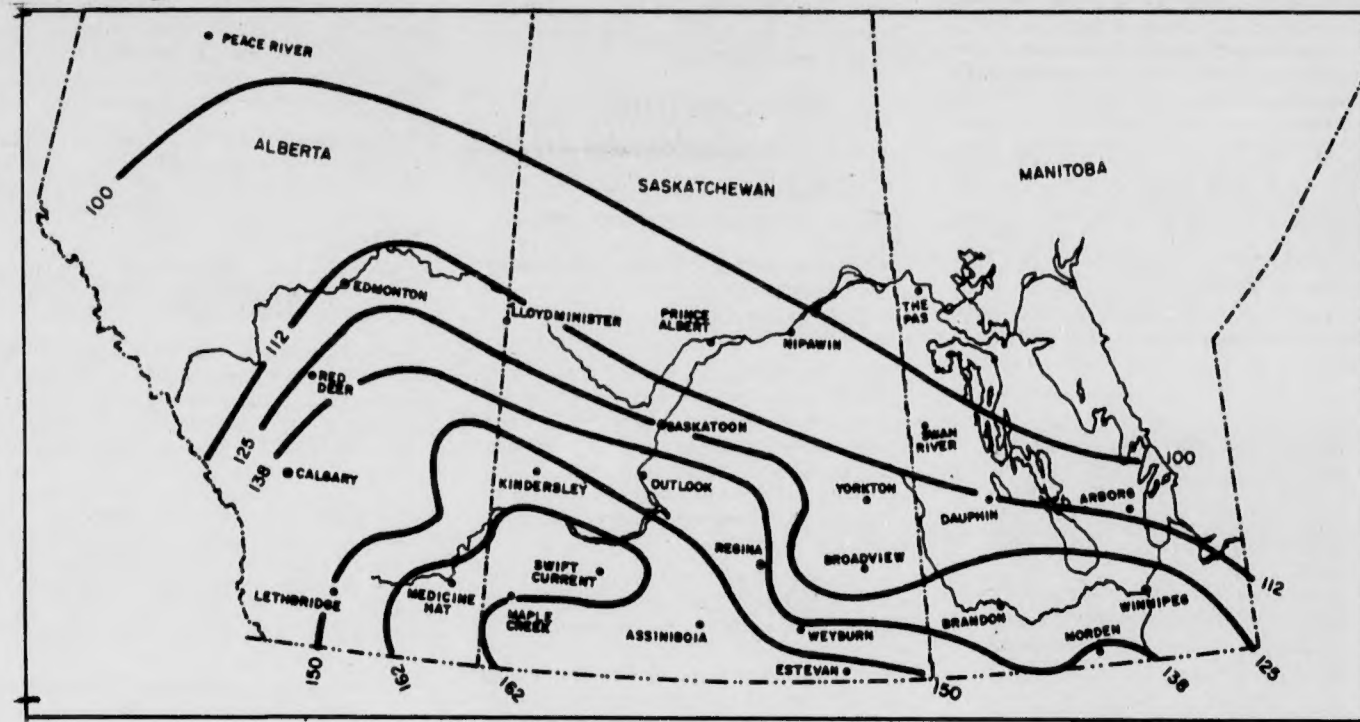 PEACE RIVER
ALBERTA
SASKATCHEWAN
MANITOBA
100
EDMONTON
LLOYDMINISTER
PRINCE
ALBERT
NIPAWIN
THE
PAS
112
RED
DEER
SASKATOON
SWAN
RIVER
125
138
CALGARY
KINDERSLEY
OUTLOOK
YORKTON
DAUPHIN
ARBORG
100
REGINA
BROADVIEW
SWIFT
CURRENT
LETHBRIDGE
MEDICINE
HAT
MAPLE
CREEK
ASSINIBOIA
WEYBURN
BRANDON
WINNIPEG
112
MORDEN
ESTEVAN
150
162
162
150
138
125